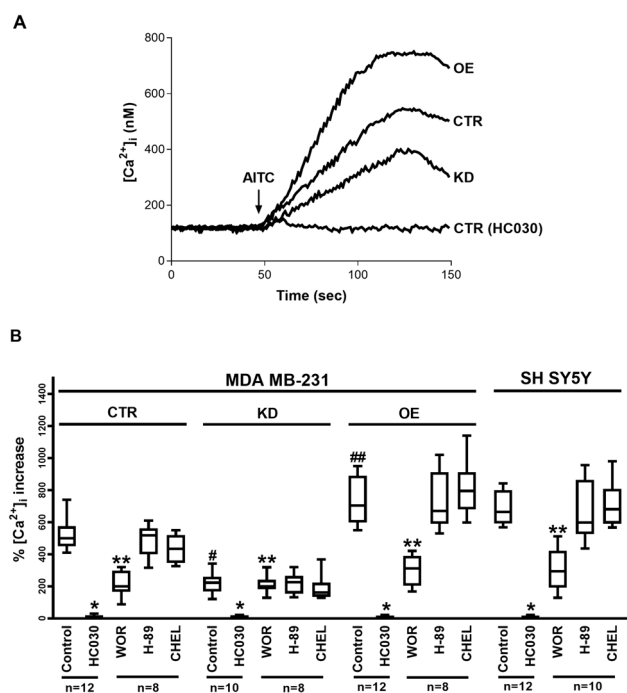 A
800
600
400
200
0
[Ca2+]i (nM)
AITC
OE
CTR
KD
CTR (HC030)
0 50 100 150
Time (sec)
B
MDA MB-231 SH SY5Y
CTR KD OE
1400
1200
1000
800
600
400
200
0
% [Ca2+]i increase
* ** # * ** ## * ** * **
Control HC030 WOR H-89 CHEL Control HC030 WOR H-89 CHEL Control HC030 WOR H-89 CHEL Control HC030 WOR H-89 CHEL
n=12 n=8 n=10 n=8 n=12 n=8 n=12 n=10